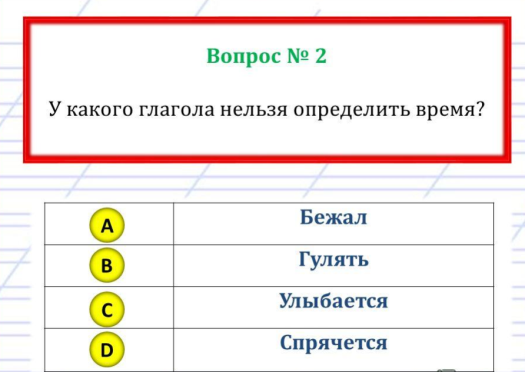 Вопрос № 2
У какого глагола нельзя определить время?
A Бежал
B Гулять
C Улыбается
D Спрячется